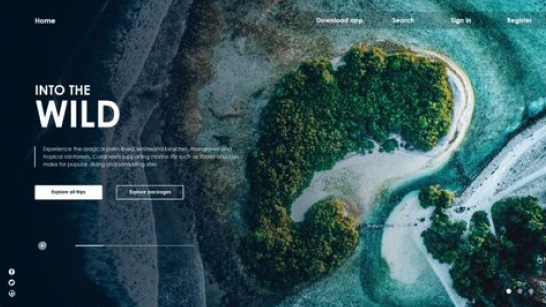 Home
Download app
Search
Sign in
Register
INTO THE
WILD
Experience the magical palm-lined, white-sand beaches, mangroves and
tropical rainforests. Coral reefs supporting marine life such as and rays
make for popular diving and snorkeling sites
Explore all trips
Explore packages